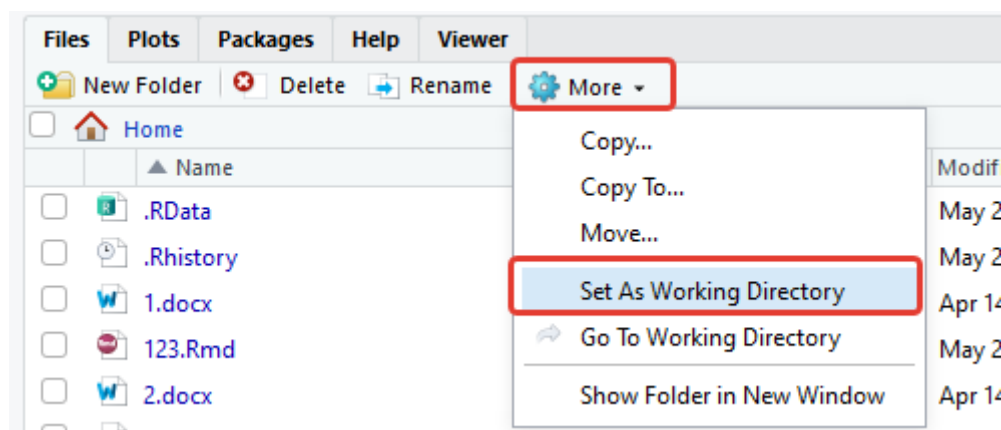 Files Plots Packages Help Viewer
New Folder Delete Rename More
Home
Name Modif
.RData May 2
.Rhistory May 2
1.docx Apr 14
123.Rmd May 2
2.docx Apr 14
Copy...
Copy To...
Move...
Set As Working Directory
Go To Working Directory
Show Folder in New Window